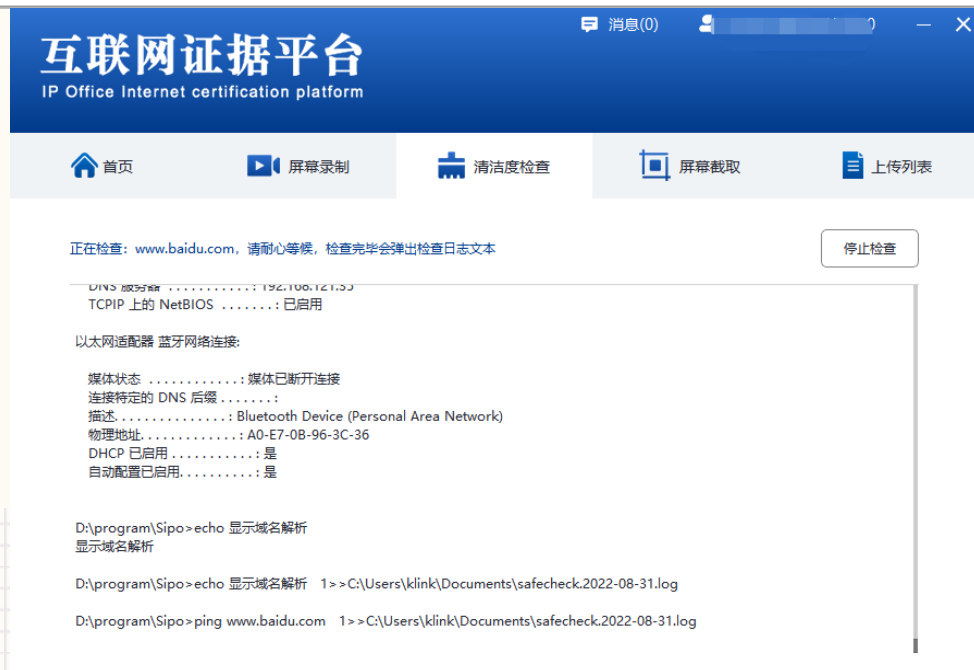 消息(0)
互联网证据平台
IP Office Internet certification platform
首页
屏幕录制
清洁度检查
屏幕截取
上传列表
正在检查：www.baidu.com，请耐心等候，检查完毕会弹出检查日志文本
停止检查
DNS 服务器 . . . . . . . . . . . : 192.168.121.35
TCPIP 上的 NetBIOS . . . . . . . : 已启用
以太网适配器 蓝牙网络连接:
媒体状态 . . . . . . . . . . . . : 媒体已断开连接
连接特定的 DNS 后缀 . . . . . . . :
描述. . . . . . . . . . . . . . . : Bluetooth Device (Personal Area Network)
物理地址. . . . . . . . . . . . . : A0-E7-0B-96-3C-36
DHCP 已启用 . . . . . . . . . . . : 是
自动配置已启用. . . . . . . . . . : 是
D:\program\Sipo>echo 显示域名解析
显示域名解析
D:\program\Sipo>echo 显示域名解析 1>>C:\Users\klink\Documents\safecheck.2022-08-31.log
D:\program\Sipo>ping www.baidu.com 1>>C:\Users\klink\Documents\safecheck.2022-08-31.log